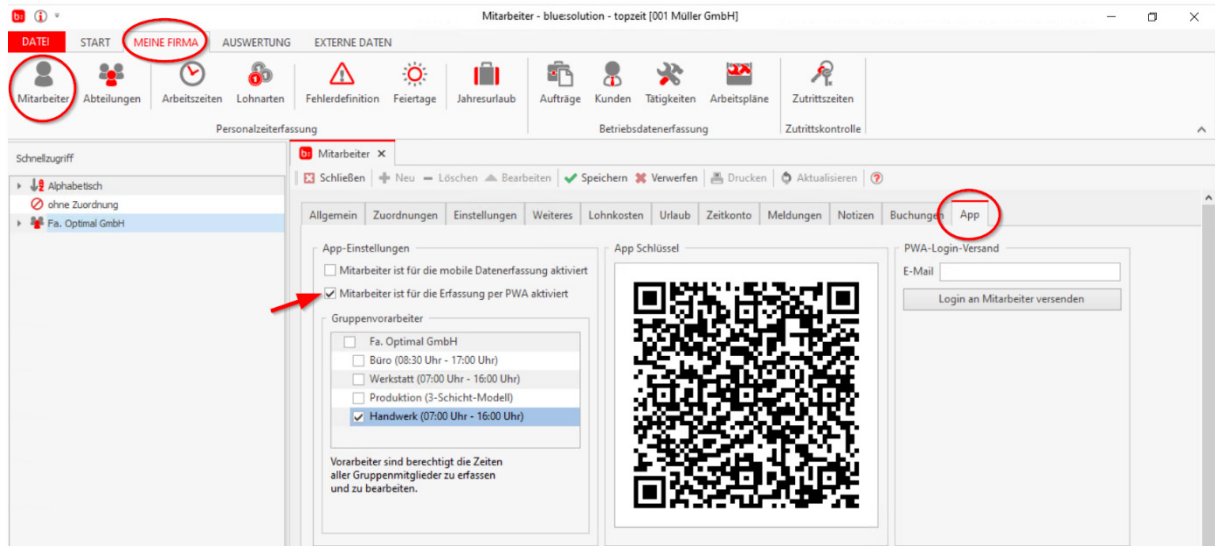 b: Mitarbeiter - blue:solution - topzeit [001 Müller GmbH]
DATEI START MEINE FIRMA AUSWERTUNG EXTERNE DATEN
Mitarbeiter Abteilungen Arbeitszeiten Lohnarten Fehlerdefinition Feiertage Jahresurlaub Aufträge Kunden Tätigkeiten Arbeitspläne Zutrittszeiten
Personalzeiterfassung Betriebsdatenerfassung Zutrittskontrolle
Schnellzugriff
b: Mitarbeiter
Schließen Neu Löschen Bearbeiten Speichern Verwerfen Drucken Aktualisieren
Alphabetisch
ohne Zuordnung
Fa. Optimal GmbH
Allgemein Zuordnungen Einstellungen Weiteres Lohnkosten Urlaub Zeitkonto Meldungen Notizen Buchungen App
App-Einstellungen
Mitarbeiter ist für die mobile Datenerfassung aktiviert
Mitarbeiter ist für die Erfassung per PWA aktiviert
Gruppenvorarbeiter
Fa. Optimal GmbH
Büro (08:30 Uhr - 17:00 Uhr)
Werkstatt (07:00 Uhr - 16:00 Uhr)
Produktion (3-Schicht-Modell)
Handwerk (07:00 Uhr - 16:00 Uhr)
Vorarbeiter sind berechtigt die Zeiten
aller Gruppenmitglieder zu erfassen
und zu bearbeiten.
App Schlüssel
PWA-Login-Versand
E-Mail
Login an Mitarbeiter versenden